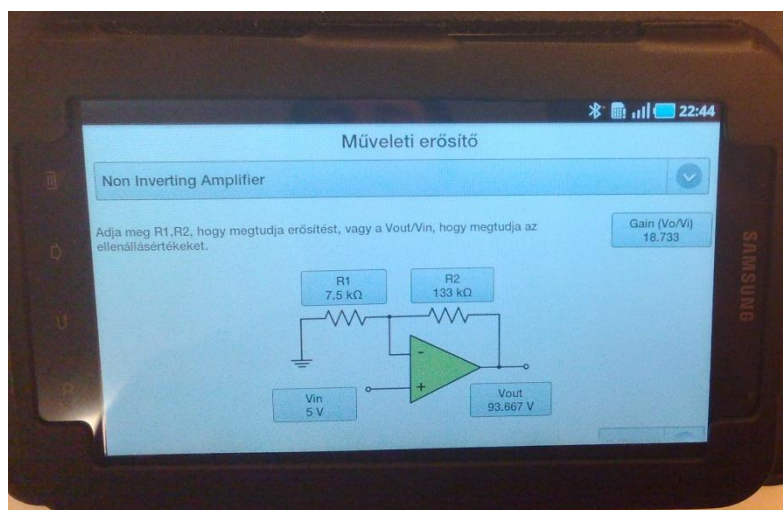 22:44
Műveleti erősítő
Non Inverting Amplifier
Adja meg R1,R2, hogy megtudja erősítést, vagy a Vout/Vin, hogy megtudja az
ellenállásértékeket.
Gain (Vo/Vi)
18.733
R1
7.5 kΩ
R2
133 kΩ
-
+
Vin
5 V
Vout
93.667 V
SAMSUNG